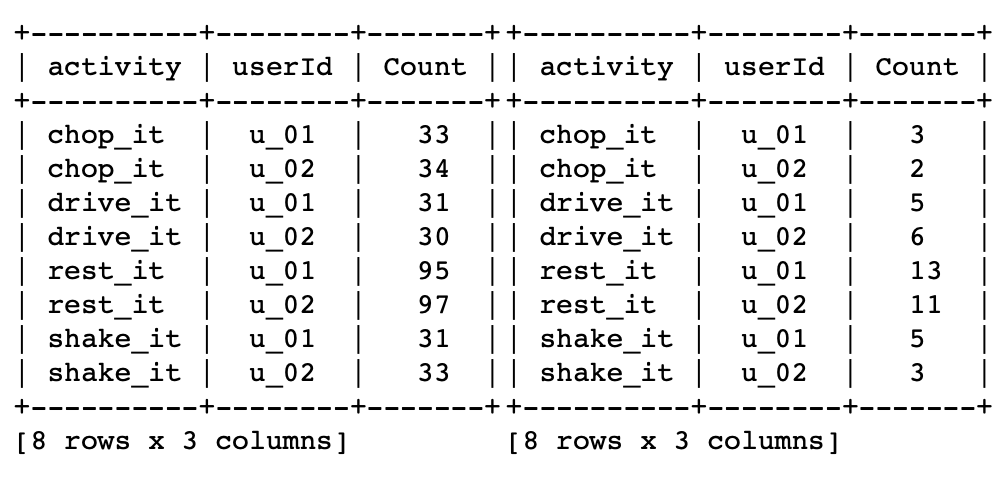 +----------+--------+-------++----------+--------+-------+
| activity | userId | Count || activity | userId | Count |
+----------+--------+-------++----------+--------+-------+
| chop_it  |  u_01  |   33  || chop_it  |  u_01  |   3   |
| chop_it  |  u_02  |   34  || chop_it  |  u_02  |   2   |
| drive_it |  u_01  |   31  || drive_it |  u_01  |   5   |
| drive_it |  u_02  |   30  || drive_it |  u_02  |   6   |
| rest_it  |  u_01  |   95  || rest_it  |  u_01  |   13  |
| rest_it  |  u_02  |   97  || rest_it  |  u_02  |   11  |
| shake_it |  u_01  |   31  || shake_it |  u_01  |   5   |
| shake_it |  u_02  |   33  || shake_it |  u_02  |   3   |
+----------+--------+-------++----------+--------+-------+
[8 rows x 3 columns]          [8 rows x 3 columns]